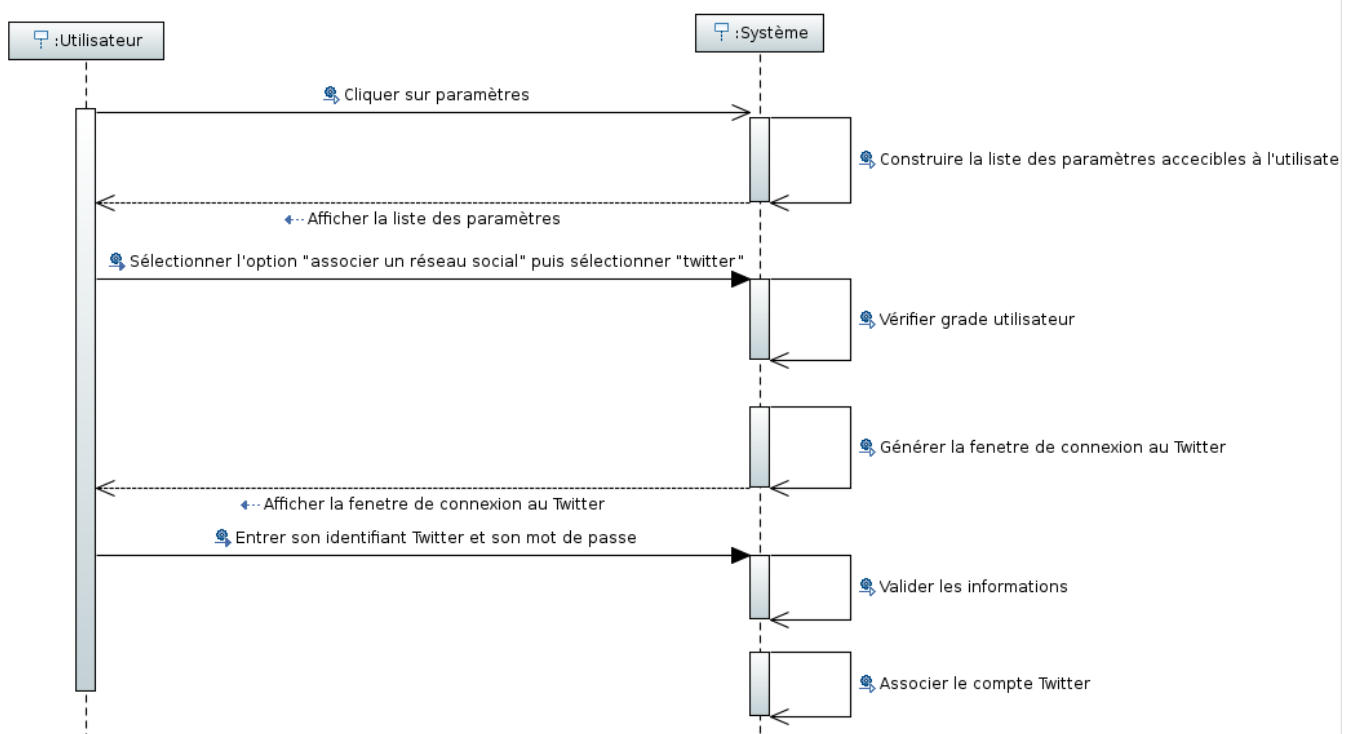 :Utilisateur
:Système
Cliquer sur paramètres
Construire la liste des paramètres accecibles à l'utilisate
Afficher la liste des paramètres
Sélectionner l'option "associer un réseau social" puis sélectionner "twitter"
Vérifier grade utilisateur
Générer la fenetre de connexion au Twitter
Afficher la fenetre de connexion au Twitter
Entrer son identifiant Twitter et son mot de passe
Valider les informations
Associer le compte Twitter